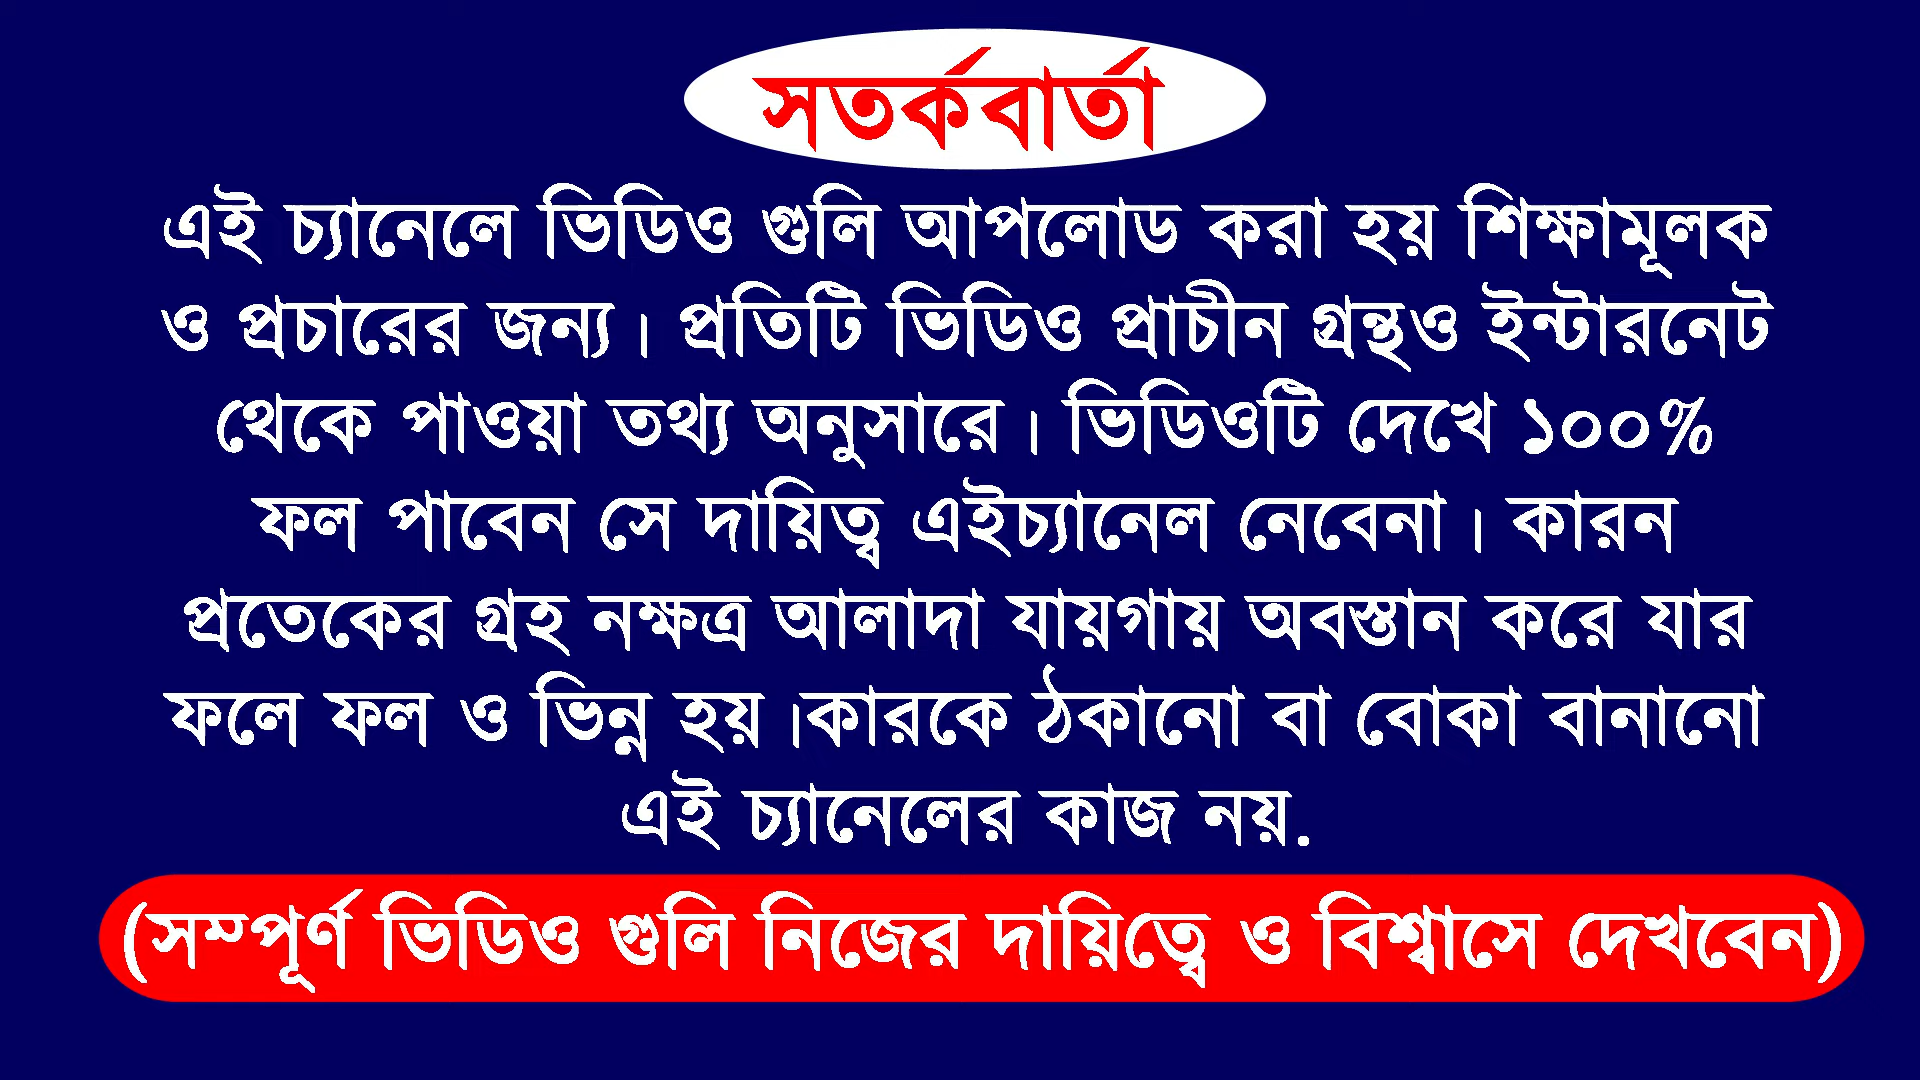 সতর্কবার্তা
এই চ্যানেলে ভিডিও গুলি আপলোড করা হয় শিক্ষামূলক
ও প্রচারের জন্য। প্রতিটি ভিডিও প্রাচীন গ্রন্থও ইন্টারনেট
থেকে পাওয়া তথ্য অনুসারে। ভিডিওটি দেখে ১০০%
ফল পাবেন সে দায়িত্ব এইচ্যানেল নেবেনা। কারন
প্রতেকের গ্রহ নক্ষত্র আলাদা যায়গায় অবস্তান করে যার
ফলে ফল ও ভিন্ন হয়।কারকে ঠকানো বা বোকা বানানো
এই চ্যানেলের কাজ নয়.
(সম্পূর্ণ ভিডিও গুলি নিজের দায়িত্বে ও বিশ্বাসে দেখবেন)